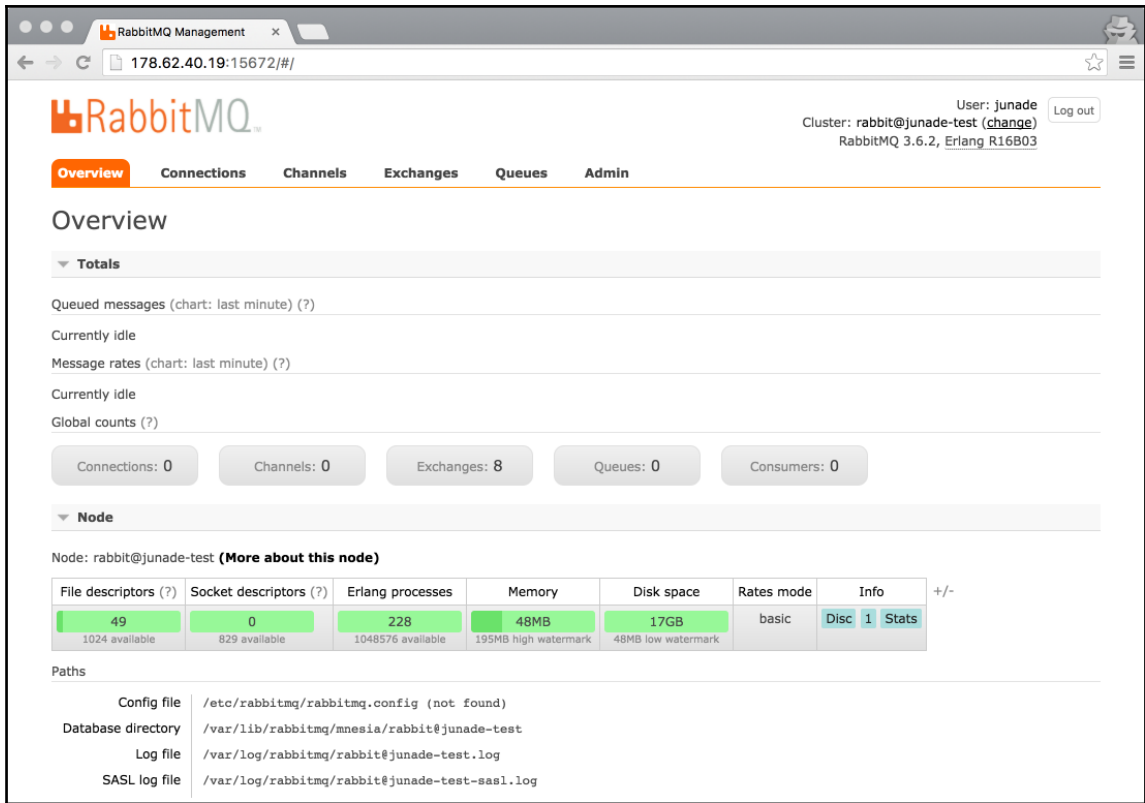 RabbitMQ Management ×
178.62.40.19:15672/#/
RabbitMQ™
User: junade
Log out
Cluster: rabbit@junade-test (change)
RabbitMQ 3.6.2, Erlang R16B03
Overview Connections Channels Exchanges Queues Admin
Overview
Totals
Queued messages (chart: last minute) (?)
Currently idle
Message rates (chart: last minute) (?)
Currently idle
Global counts (?)
Connections: 0 Channels: 0 Exchanges: 8 Queues: 0 Consumers: 0
Node
Node: rabbit@junade-test (More about this node)
File descriptors (?) Socket descriptors (?) Erlang processes Memory Disk space Rates mode Info +/-
49 0 228 48MB 17GB basic Disc 1 Stats
1024 available 829 available 1048576 available 195MB high watermark 48MB low watermark
Paths
Config file /etc/rabbitmq/rabbitmq.config (not found)
Database directory /var/lib/rabbitmq/mnesia/rabbit@junade-test
Log file /var/log/rabbitmq/rabbit@junade-test.log
SASL log file /var/log/rabbitmq/rabbit@junade-test-sasl.log